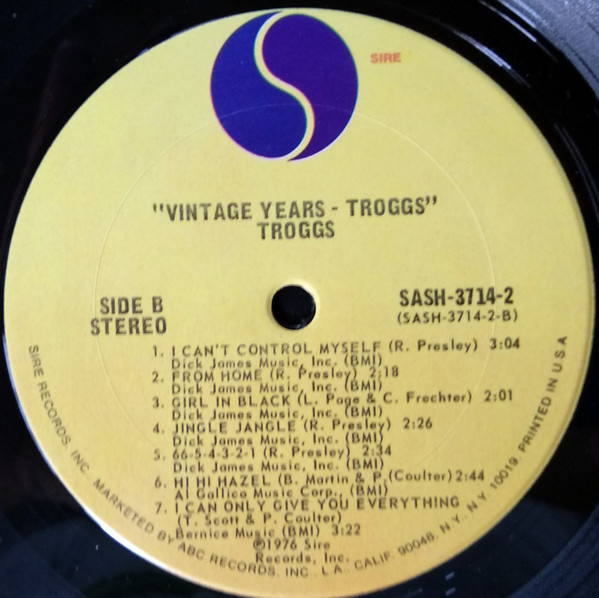 SIRE
"VINTAGE YEARS - TROGGS"
TROGGS
SIDE B
STEREO
SASH-3714-2
(SASH-3714-2-B)
1. I CAN'T CONTROL MYSELF (R. Presley) 3:04
Dick James Music, Inc. (BMI)
2. FROM HOME (R. Presley) 2:18
Dick James Music, Inc. (BMI)
3. GIRL IN BLACK (L. Page & C. Frechter) 2:01
Dick James Music, Inc. (BMI)
4. JINGLE JANGLE (R. Presley) 2:26
Dick James Music, Inc. (BMI)
5. 66-5-4-3-2-1 (R. Presley) 2:34
Dick James Music, Inc. (BMI)
6. HI HI HAZEL (B. Martin & P. (Coulter) 2:44
Al Gallico Music Corp., (BMI)
7. I CAN ONLY GIVE YOU EVERYTHING
(T. Scott & P. Coulter)
Bernice Music (BMI) 3:22
℗1976 Sire
Records, Inc.
SIRE RECORDS, INC. MARKETED BY ABC RECORDS, INC., L.A., CALIF. 90048, N.Y., N.Y. 10019. PRINTED IN U S A